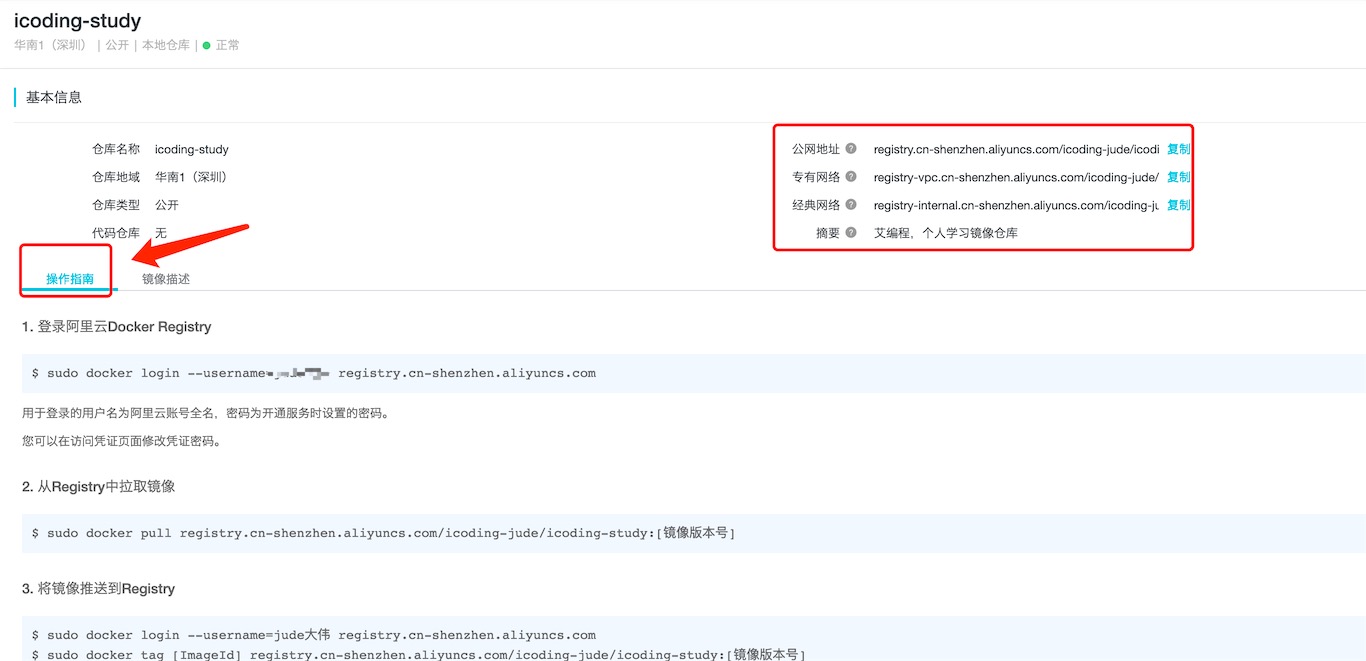 icoding-study
华南1（深圳） | 公开 | 本地仓库 | 正常
基本信息
仓库名称 icoding-study
仓库地域 华南1（深圳）
仓库类型 公开
代码仓库 无
公网地址 ? registry.cn-shenzhen.aliyuncs.com/icoding-jude/icodi 复制
专有网络 ? registry-vpc.cn-shenzhen.aliyuncs.com/icoding-jude/ 复制
经典网络 ? registry-internal.cn-shenzhen.aliyuncs.com/icoding-ju 复制
摘要 ? 艾编程，个人学习镜像仓库
操作指南 镜像描述
1. 登录阿里云Docker Registry
$ sudo docker login --username= registry.cn-shenzhen.aliyuncs.com
用于登录的用户名为阿里云账号全名，密码为开通服务时设置的密码。
您可以在访问凭证页面修改凭证密码。
2. 从Registry中拉取镜像
$ sudo docker pull registry.cn-shenzhen.aliyuncs.com/icoding-jude/icoding-study:[镜像版本号]
3. 将镜像推送到Registry
$ sudo docker login --username=jude大伟 registry.cn-shenzhen.aliyuncs.com
$ sudo docker tag [ImageId] registry.cn-shenzhen.aliyuncs.com/icoding-jude/icoding-study:[镜像版本号]